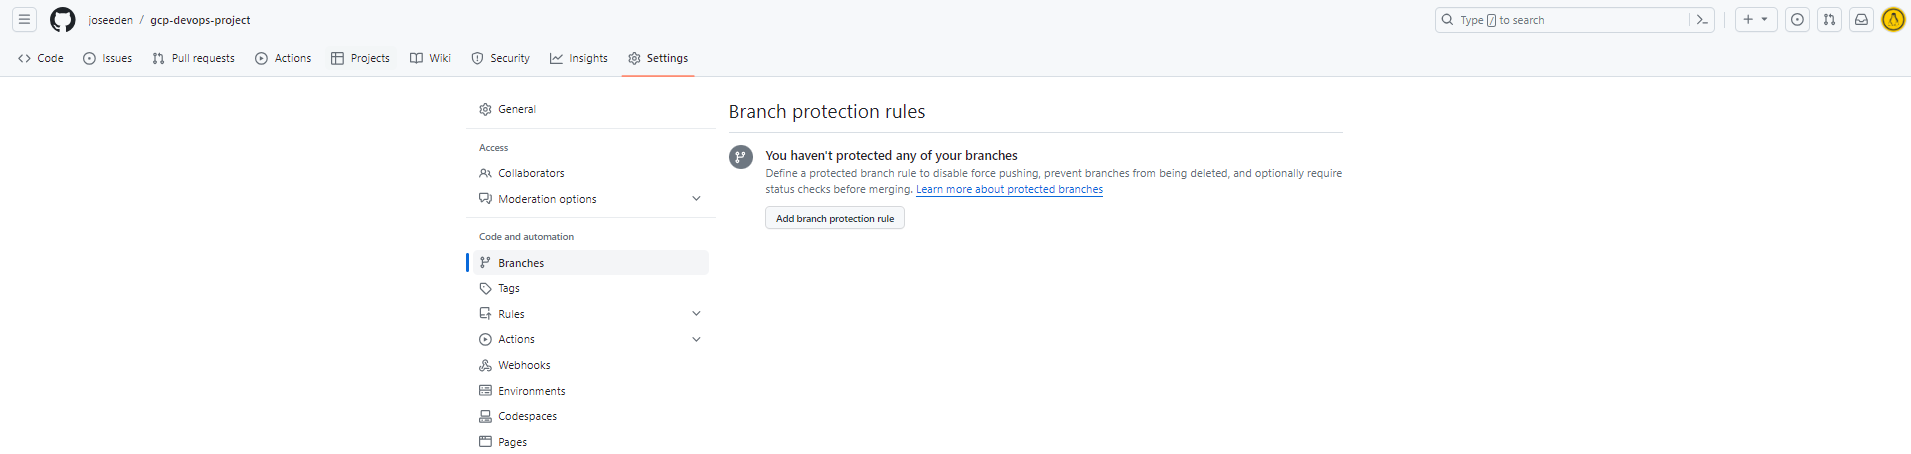 joseeden / gcp-devops-project
Type / to search
Code Issues Pull requests Actions Projects Wiki Security Insights Settings
General
Access
Collaborators
Moderation options
Code and automation
Branches
Tags
Rules
Actions
Webhooks
Environments
Codespaces
Pages
Branch protection rules
You haven't protected any of your branches
Define a protected branch rule to disable force pushing, prevent branches from being deleted, and optionally require
status checks before merging. Learn more about protected branches
Add branch protection rule